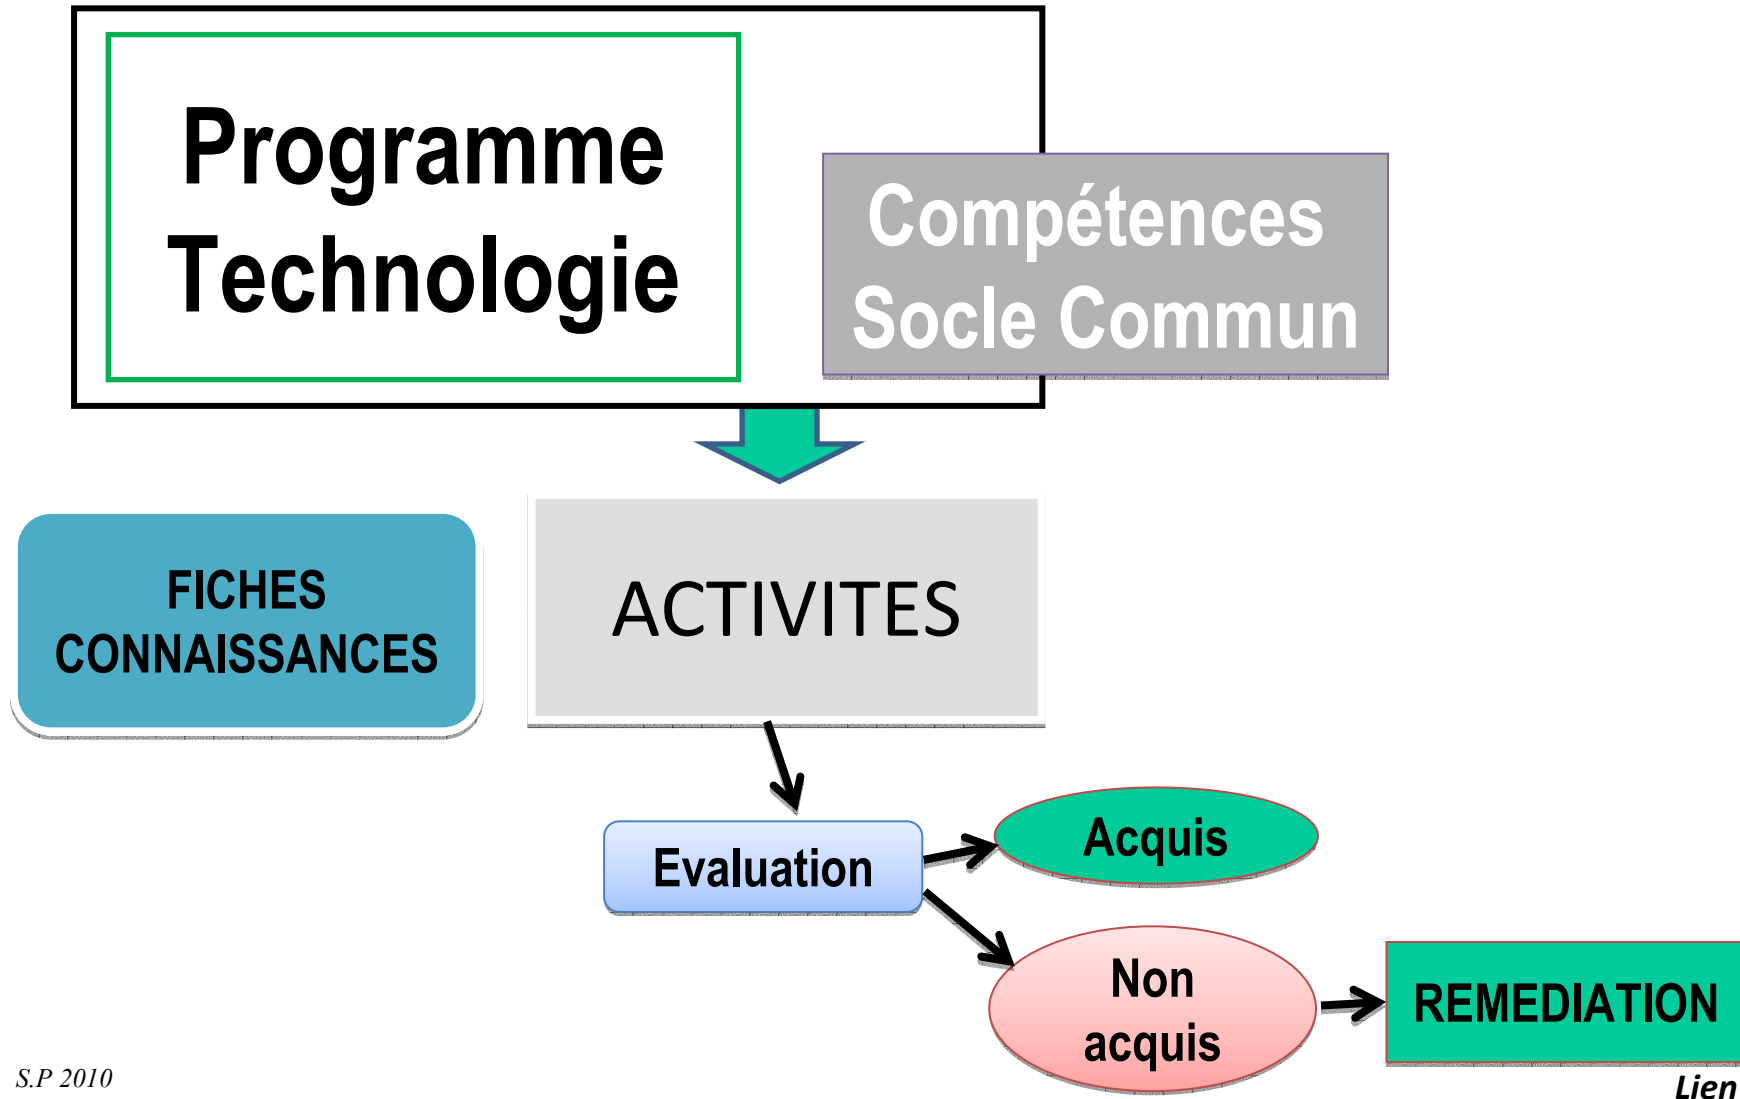 Programme
Technologie
Compétences
Socle Commun
FICHES
CONNAISSANCES
ACTIVITES
Evaluation
Acquis
Non
acquis
REMEDIATION
S.P 2010
Lien